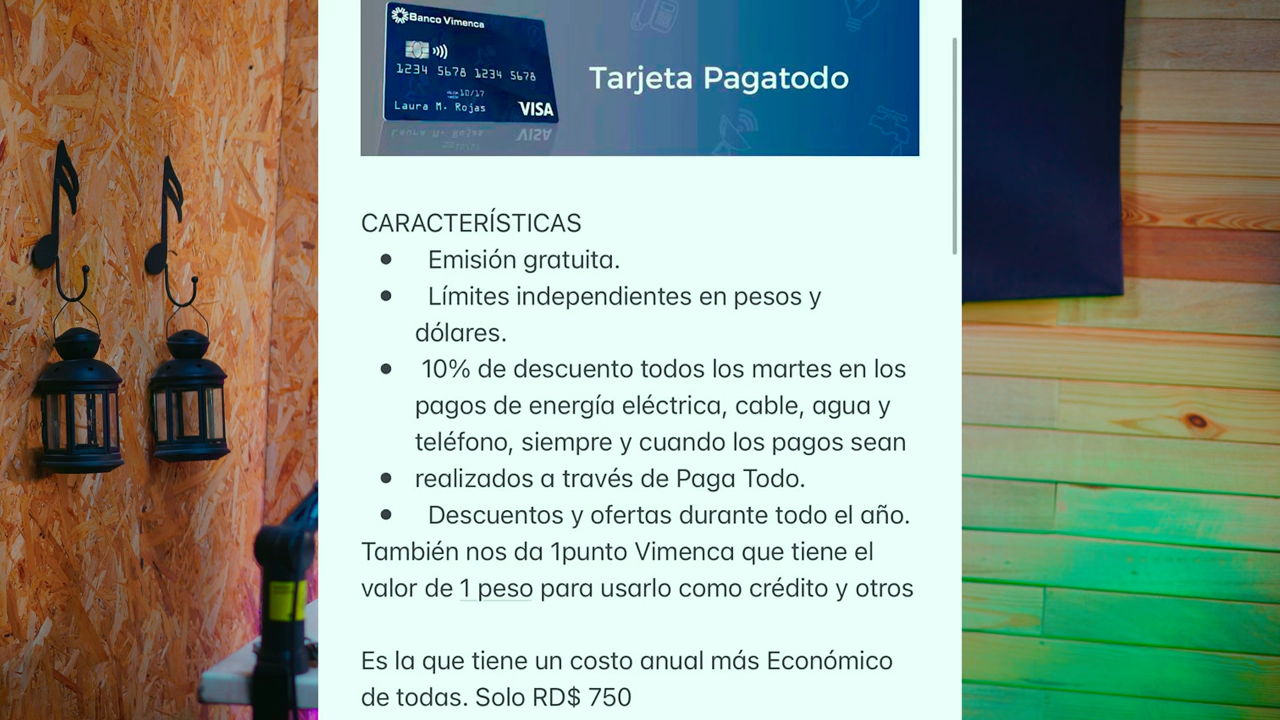 Banco Vimenca
1234 5678 1234 5678
10/17
Laura M. Rojas
VISA
Tarjeta Pagatodo
CARACTERÍSTICAS
• Emisión gratuita.
• Límites independientes en pesos y
dólares.
• 10% de descuento todos los martes en los
pagos de energía eléctrica, cable, agua y
teléfono, siempre y cuando los pagos sean
• realizados a través de Paga Todo.
• Descuentos y ofertas durante todo el año.
También nos da 1punto Vimenca que tiene el
valor de 1 peso para usarlo como crédito y otros
Es la que tiene un costo anual más Económico
de todas. Solo RD$ 750